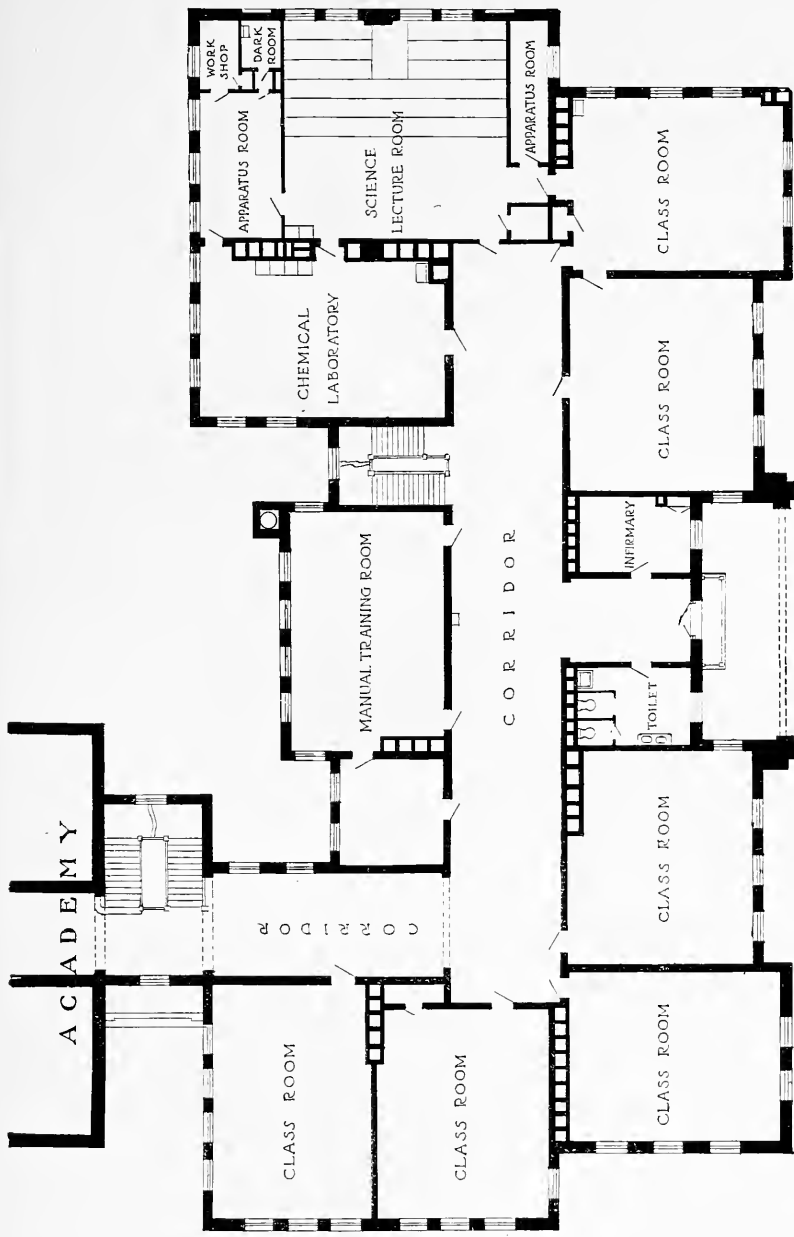 WORK
SHOP
DARK
ROOM
APPARATUS ROOM
SCIENCE
LECTURE ROOM
APPARATUS ROOM
CHEMICAL
LABORATORY
CLASS ROOM
CLASS ROOM
MANUAL TRAINING ROOM
CORRIDOR
INFIRMARY
TOILET
ACADEMY
CORRIDOR
CLASS ROOM
CLASS ROOM
CLASS ROOM
CLASS ROOM